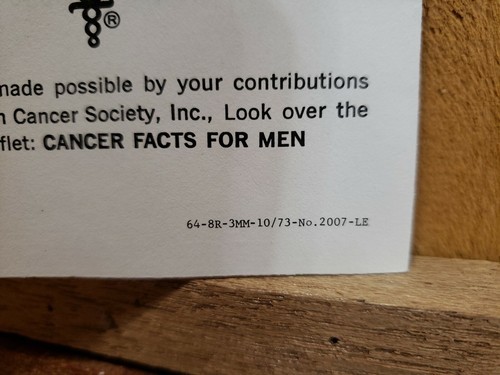 ®
made possible by your contributions
n Cancer Society, Inc., Look over the
flet: CANCER FACTS FOR MEN
64-8R-3MM-10/73-No.2007-LE